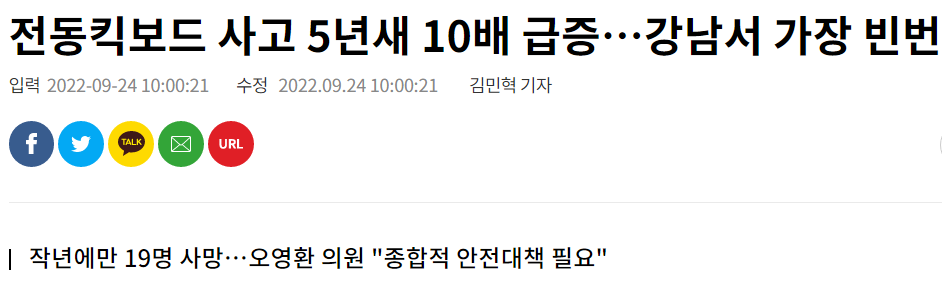 전동킥보드 사고 5년새 10배 급증…강남서 가장 빈번
입력 2022-09-24 10:00:21 수정 2022.09.24 10:00:21 김민혁 기자
f TALK URL
작년에만 19명 사망…오영환 의원 "종합적 안전대책 필요"